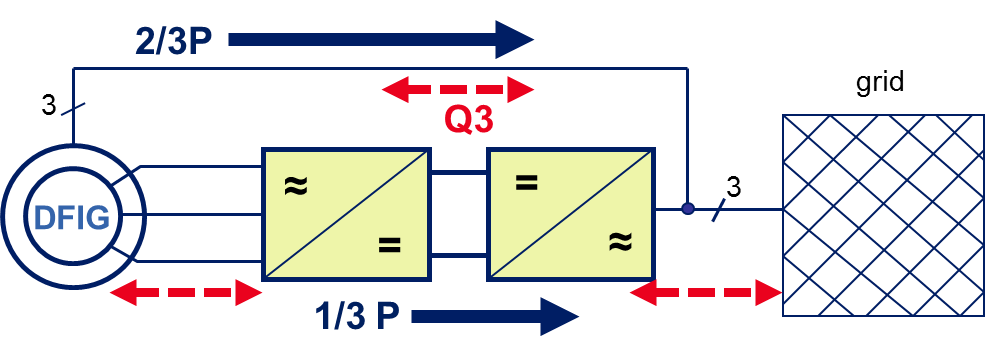 2/3P
grid
3
Q3
≈
=
3
DFIG
=
≈
1/3 P